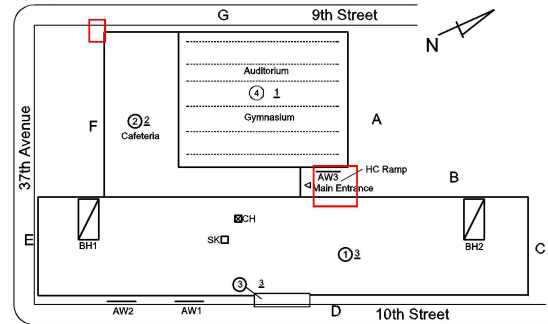 G
9th Street
N
Auditorium
4 1
Gymnasium
A
F
2 2
Cafeteria
37th Avenue
HC Ramp
AW3
Main Entrance
B
CH
E
SK
BH1
BH2
1 3
C
3 3
D
10th Street
AW2
AW1